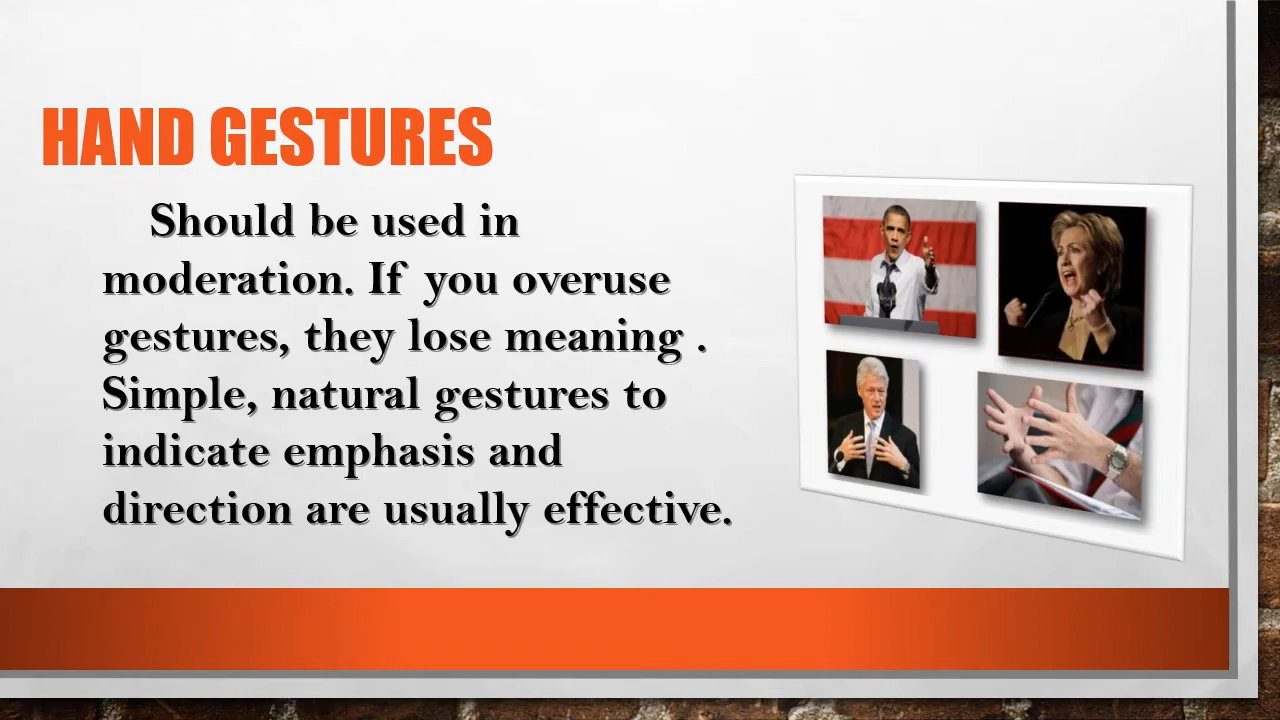 HAND GESTURES
Should be used in
moderation. If you overuse
gestures, they lose meaning .
Simple, natural gestures to
indicate emphasis and
direction are usually effective.